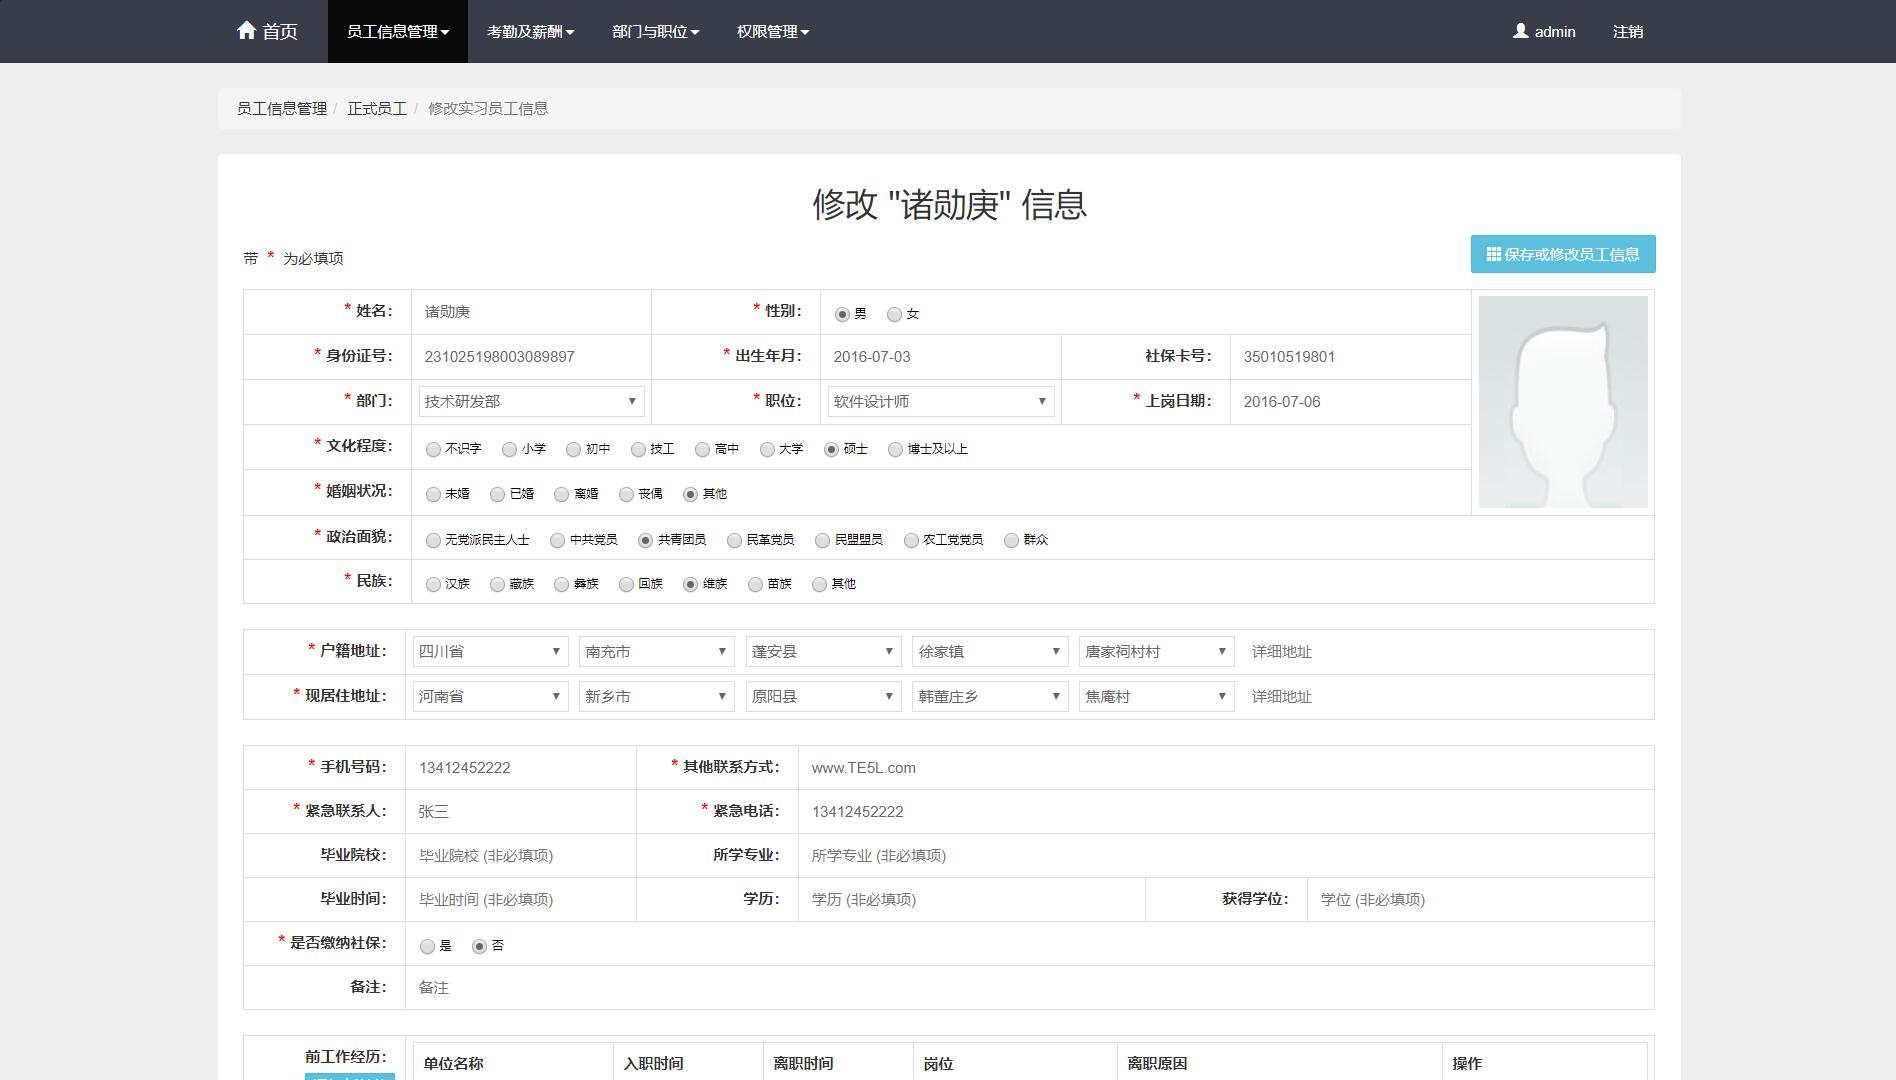 首页 员工信息管理 考勤及薪酬 部门与职位 权限管理 admin 注销
员工信息管理 / 正式员工 / 修改实习员工信息
修改 "诸勋庚" 信息
带 * 为必填项 保存或修改员工信息
* 姓名： 诸勋庚 * 性别： 男 女
* 身份证号： 231025198003089897 * 出生年月： 2016-07-03 社保卡号： 35010519801
* 部门： 技术研发部 * 职位： 软件设计师 * 上岗日期： 2016-07-06
* 文化程度： 不识字 小学 初中 技工 高中 大学 硕士 博士及以上
* 婚姻状况： 未婚 已婚 离婚 丧偶 其他
* 政治面貌： 无党派民主人士 中共党员 共青团员 民革党员 民盟盟员 农工党党员 群众
* 民族： 汉族 藏族 彝族 回族 维族 苗族 其他
* 户籍地址： 四川省 南充市 蓬安县 徐家镇 唐家祠村村 详细地址
* 现居住地址： 河南省 新乡市 原阳县 韩董庄乡 焦庵村 详细地址
* 手机号码： 13412452222 * 其他联系方式： www.TE5L.com
* 紧急联系人： 张三 * 紧急电话： 13412452222
毕业院校： 毕业院校 (非必填项) 所学专业： 所学专业 (非必填项)
毕业时间： 毕业时间 (非必填项) 学历： 学历 (非必填项) 获得学位： 学位 (非必填项)
* 是否缴纳社保： 是 否
备注： 备注
前工作经历： 单位名称 入职时间 离职时间 岗位 离职原因 操作